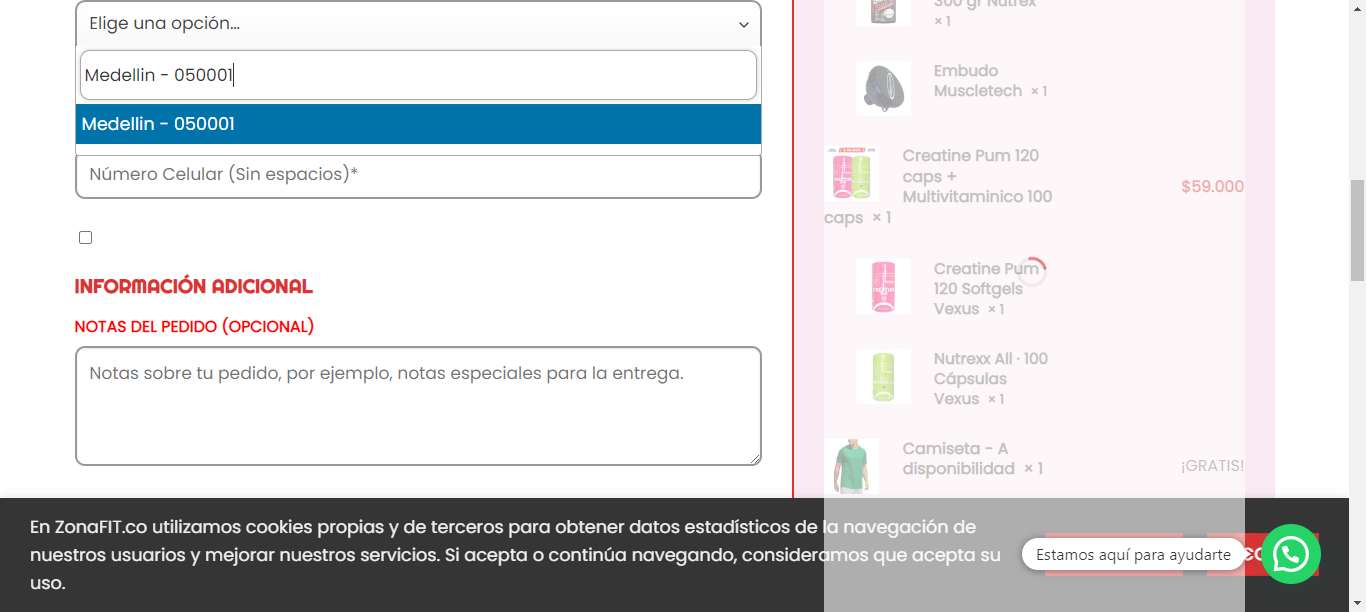 Elige una opción...
Medellin - 050001
Medellin - 050001
Número Celular (Sin espacios)*
INFORMACIÓN ADICIONAL
NOTAS DEL PEDIDO (OPCIONAL)
Notas sobre tu pedido, por ejemplo, notas especiales para la entrega.
300 gr Nutrex
× 1
Embudo
Muscletech × 1
Creatine Pum 120
caps +
Multivitaminico 100
caps × 1
$59.000
Creatine Pum
120 Softgels
Vexus × 1
Nutrexx All · 100
Cápsulas
Vexus × 1
Camiseta - A
disponibilidad × 1
¡GRATIS!
En ZonaFIT.co utilizamos cookies propias y de terceros para obtener datos estadísticos de la navegación de
nuestros usuarios y mejorar nuestros servicios. Si acepta o continúa navegando, consideramos que acepta su
uso.
Estamos aquí para ayudarte